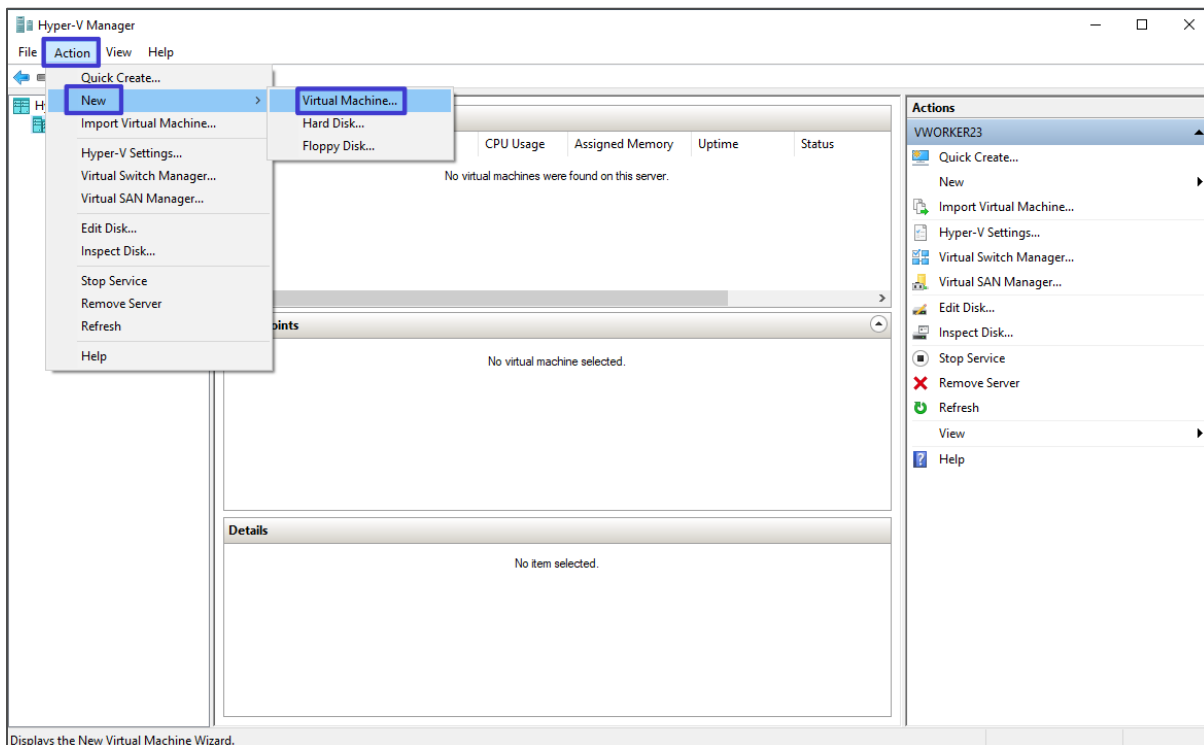 Hyper-V Manager
File Action View Help
Quick Create...
New
Import Virtual Machine...
Hyper-V Settings...
Virtual Switch Manager...
Virtual SAN Manager...
Edit Disk...
Inspect Disk...
Stop Service
Remove Server
Refresh
Help
Virtual Machine...
Hard Disk...
Floppy Disk...
CPU Usage Assigned Memory Uptime Status
No virtual machines were found on this server.
oints
No virtual machine selected.
Details
No item selected.
Actions
VWORKER23
Quick Create...
New
Import Virtual Machine...
Hyper-V Settings...
Virtual Switch Manager...
Virtual SAN Manager...
Edit Disk...
Inspect Disk...
Stop Service
Remove Server
Refresh
View
Help
Displays the New Virtual Machine Wizard.